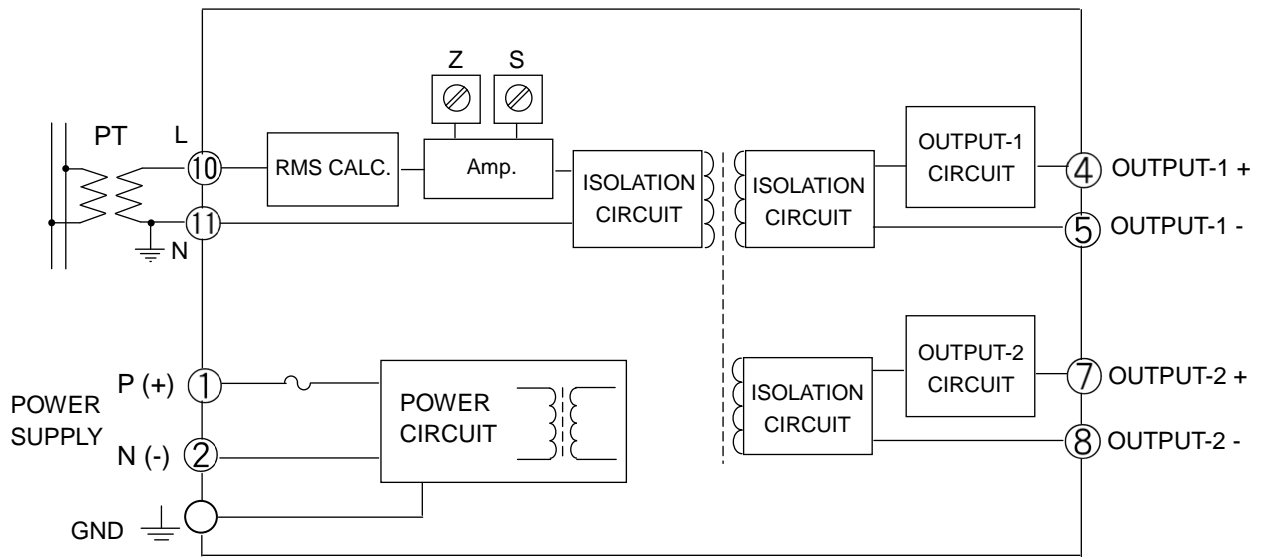 Z S
PT L
10
RMS CALC.
Amp.
ISOLATION
CIRCUIT
ISOLATION
CIRCUIT
OUTPUT-1
CIRCUIT
4 OUTPUT-1 +
11
N
5 OUTPUT-1 -
POWER
SUPPLY
P (+) 1
N (-) 2
GND
POWER
CIRCUIT
ISOLATION
CIRCUIT
OUTPUT-2
CIRCUIT
7 OUTPUT-2 +
8 OUTPUT-2 -